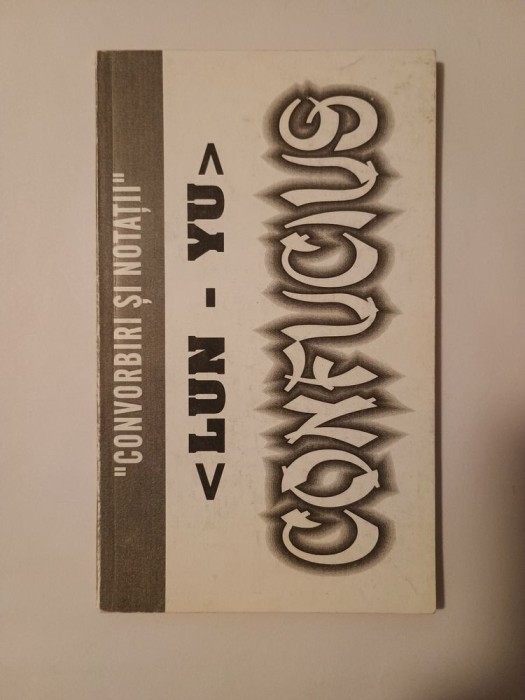 "CONVORBIRI ȘI NOTAȚII"
<LUN - YU>
CONFUCIUS